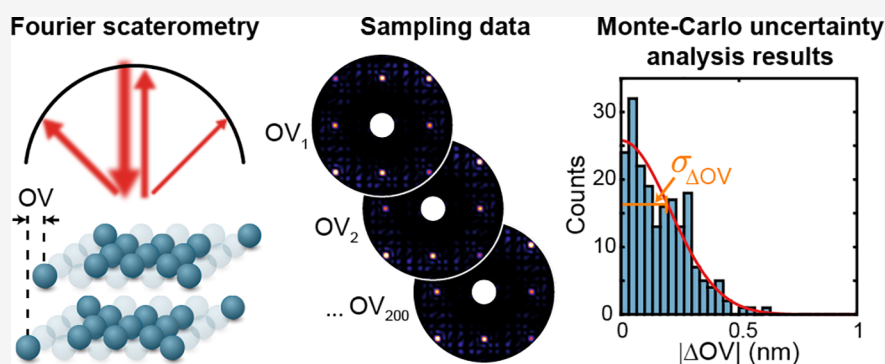 Fourier scaterometry
OV
Sampling data
OV1
OV2
... OV200
Monte-Carlo uncertainty
analysis results
30
20
10
0
Counts
σΔOV
0
0.5
1
|ΔOV| (nm)